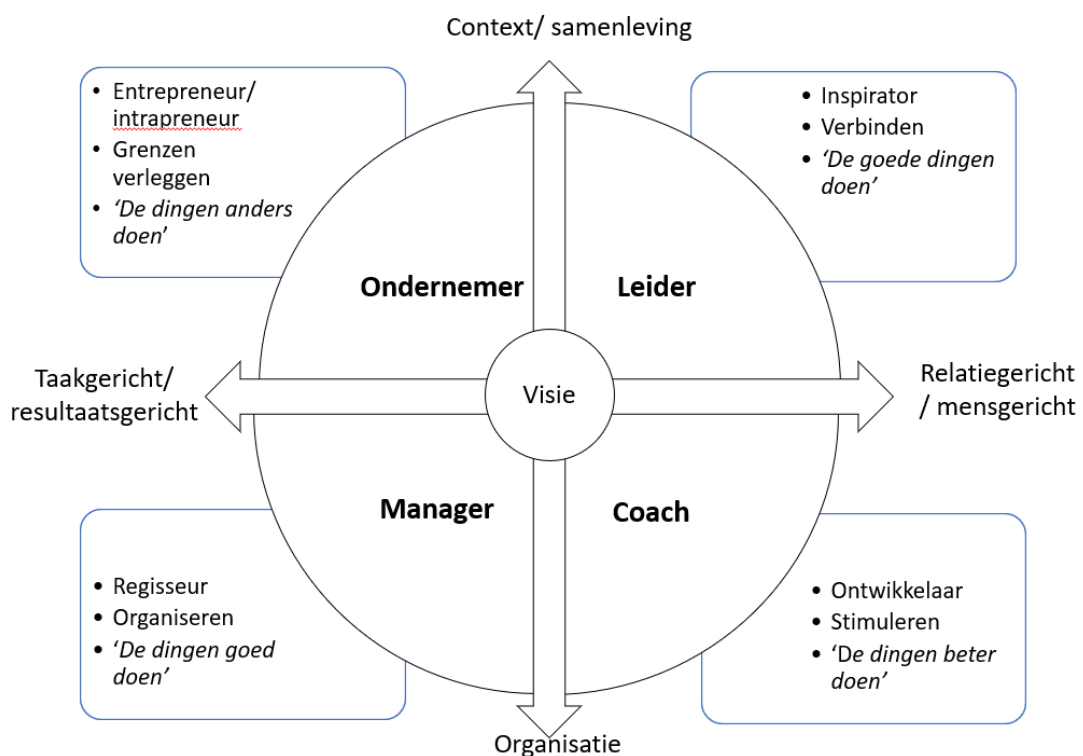 Context/ samenleving
• Entrepreneur/
intrapreneur
• Grenzen
verleggen
• ‘De dingen anders
doen’
• Inspirator
• Verbinden
• ‘De goede dingen
doen’
Ondernemer
Leider
Taakgericht/
resultaatsgericht
Visie
Relatiegericht
/ mensgericht
Manager
Coach
• Regisseur
• Organiseren
• ‘De dingen goed
doen’
• Ontwikkelaar
• Stimuleren
• ‘De dingen beter
doen’
Organisatie